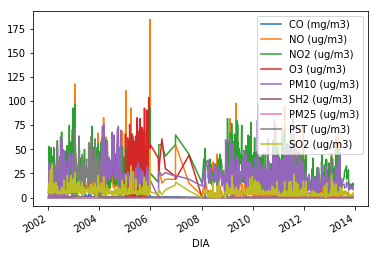 175
150
125
100
75
50
25
0
2002
2004
2006
2008
2010
2012
2014
DIA
CO (mg/m3)
NO (ug/m3)
NO2 (ug/m3)
O3 (ug/m3)
PM10 (ug/m3)
SH2 (ug/m3)
PM25 (ug/m3)
PST (ug/m3)
SO2 (ug/m3)